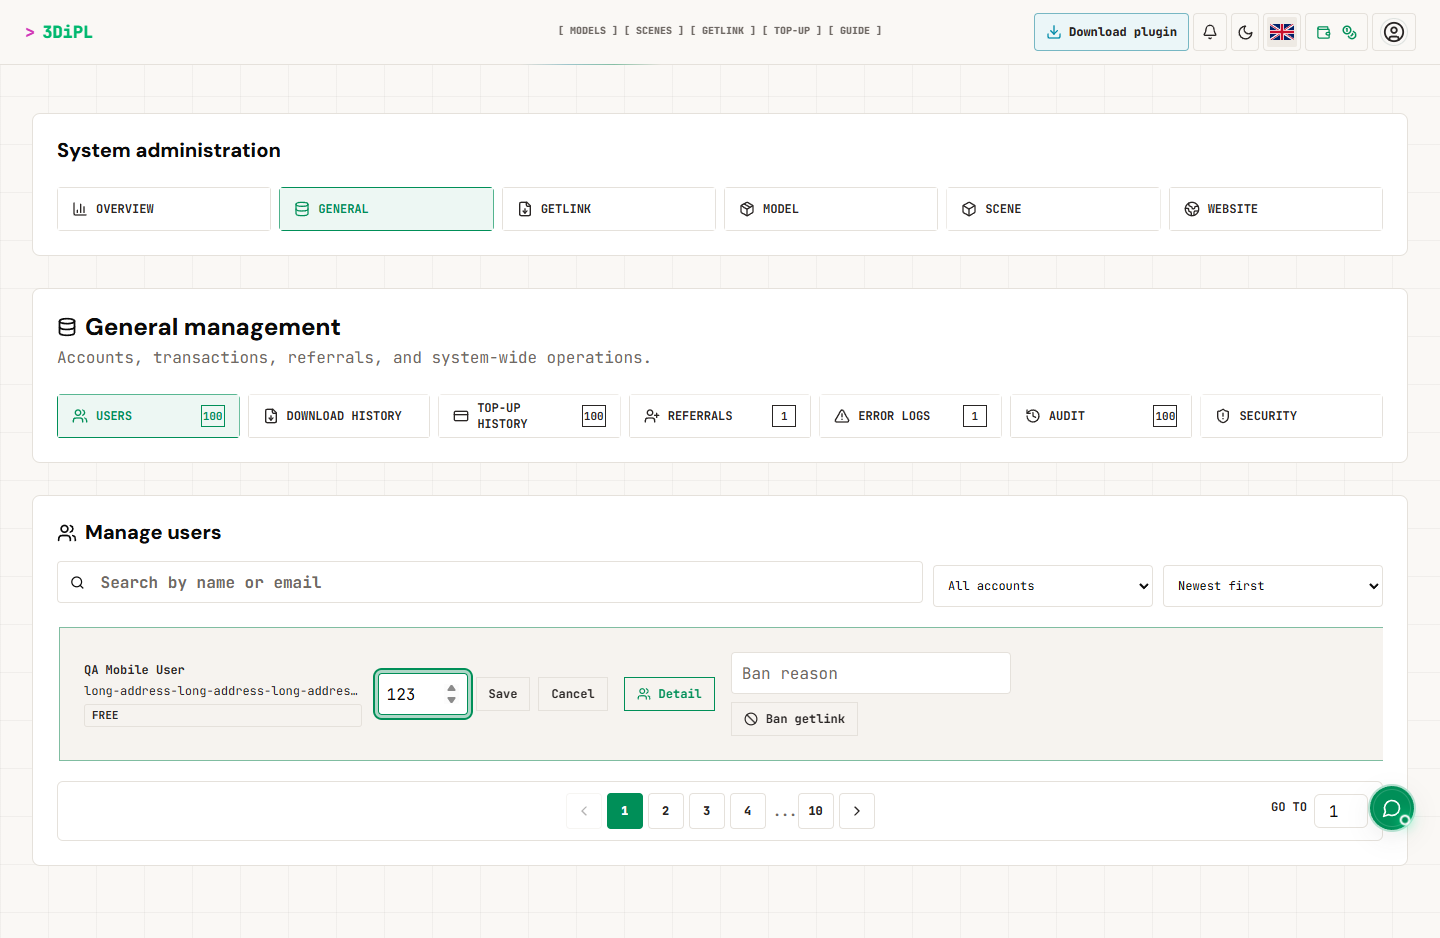 > 3DiPL
[ MODELS ] [ SCENES ] [ GETLINK ] [ TOP-UP ] [ GUIDE ]
Download plugin
System administration
OVERVIEW
GENERAL
GETLINK
MODEL
SCENE
WEBSITE
General management
Accounts, transactions, referrals, and system-wide operations.
USERS 100
DOWNLOAD HISTORY
TOP-UP
HISTORY
100
REFERRALS 1
ERROR LOGS 1
AUDIT 100
SECURITY
Manage users
Search by name or email
All accounts
Newest first
QA Mobile User
long-address-long-address-long-addres…
FREE
123
Save
Cancel
Detail
Ban reason
Ban getlink
1 2 3 4 ... 10
GO TO 1